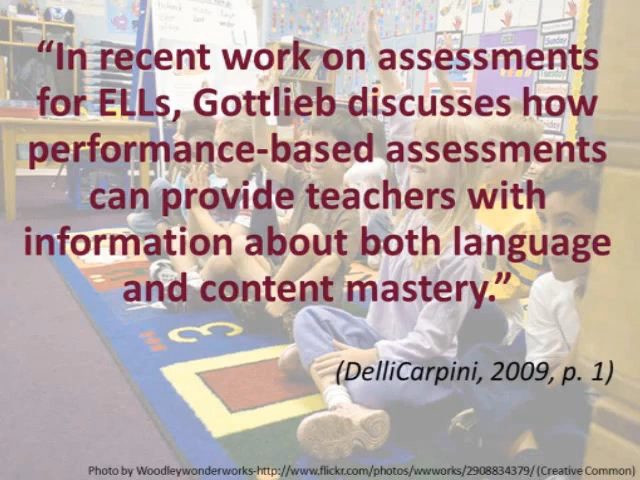 “In recent work on assessments
for ELLs, Gottlieb discusses how
performance-based assessments
can provide teachers with
information about both language
and content mastery.”
(DelliCarpini, 2009, p. 1)
Photo by Woodleywonderworks-http://www.flickr.com/photos/wwworks/2908834379/ (Creative Common)